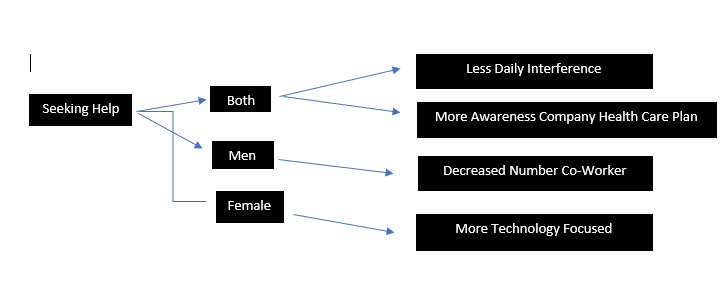 Less Daily Interference
Seeking Help
Both
More Awareness Company Health Care Plan
Men
Decreased Number Co-Worker
Female
More Technology Focused